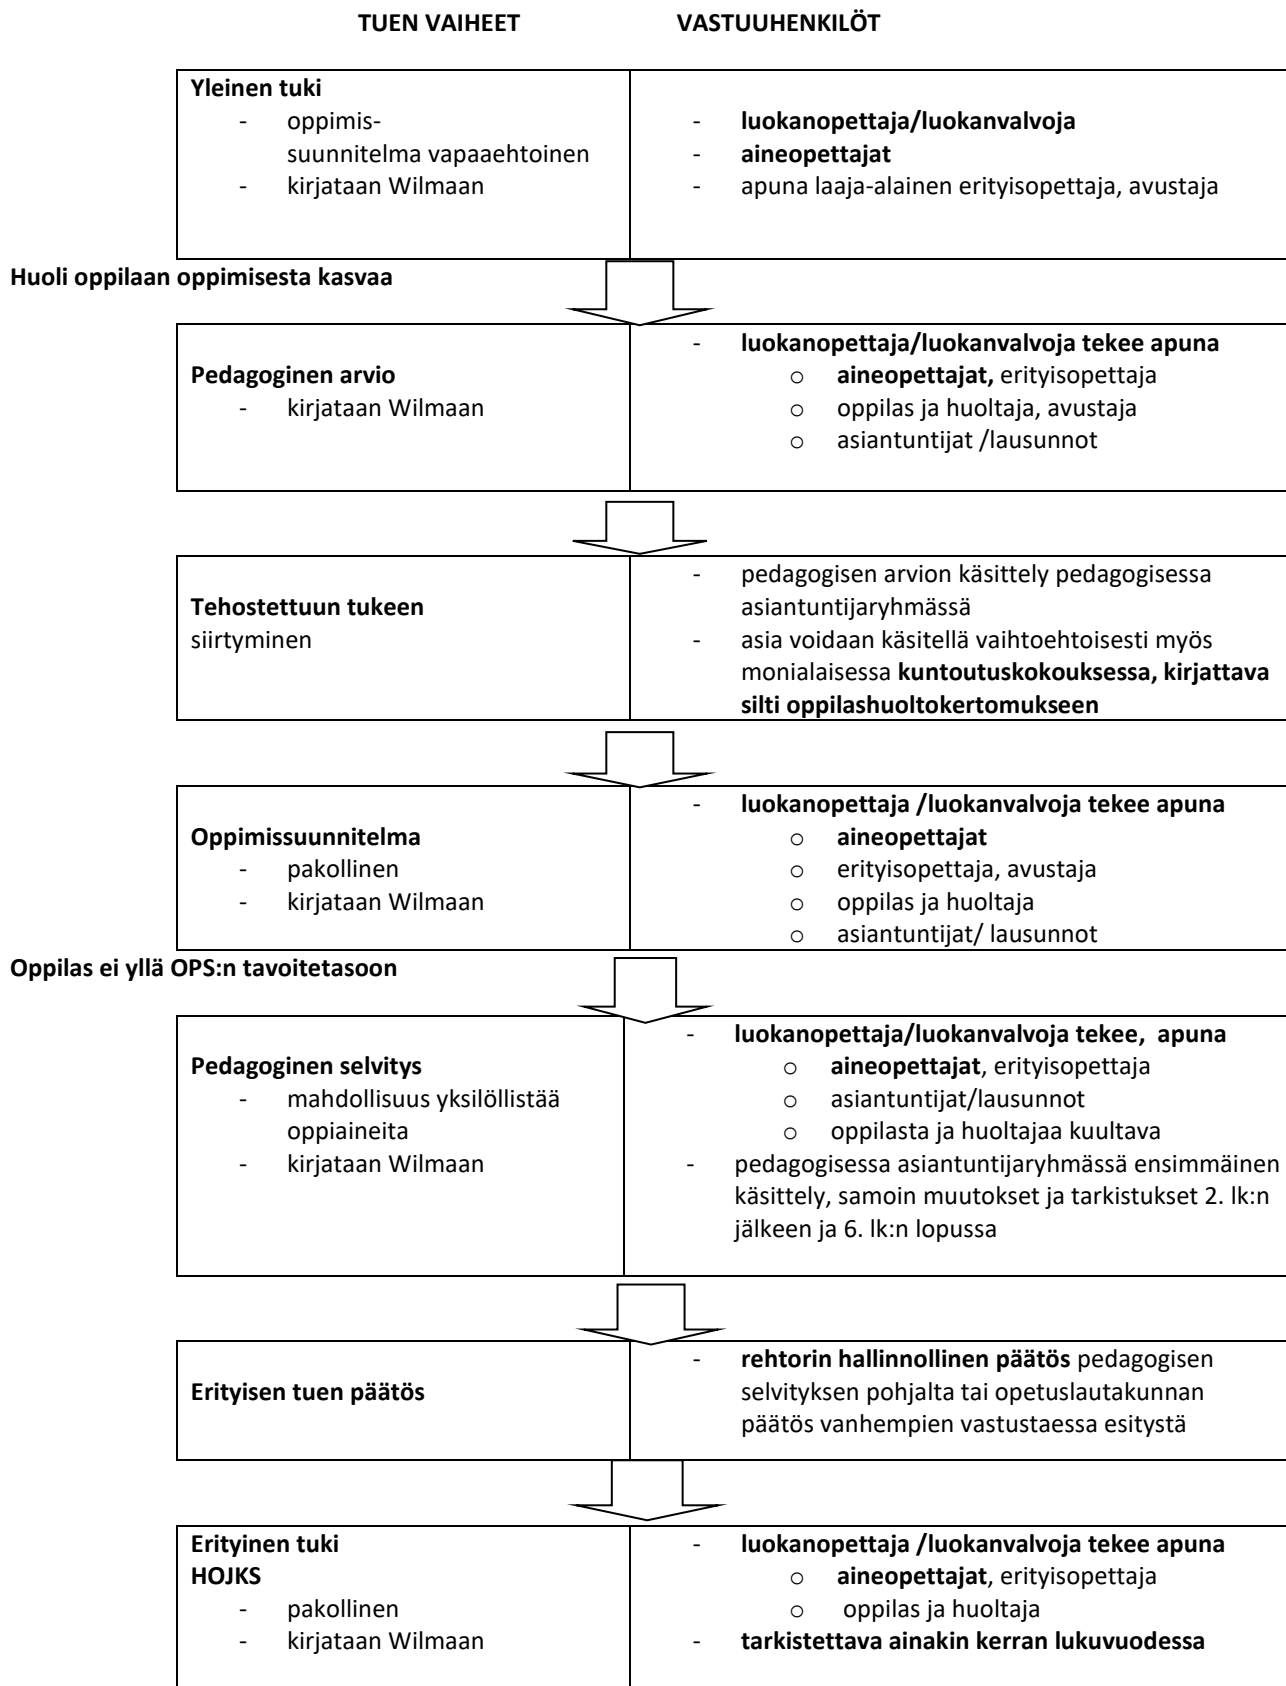 TUEN VAIHEET VASTUUHENKILÖT
Yleinen tuki
- oppimis-
suunnitelma vapaaehtoinen
- kirjataan Wilmaan
- luokanopettaja/luokanvalvoja
- aineopettajat
- apuna laaja-alainen erityisopettaja, avustaja
Huoli oppilaan oppimisesta kasvaa
Pedagoginen arvio
- kirjataan Wilmaan
- luokanopettaja/luokanvalvoja tekee apuna
o aineopettajat, erityisopettaja
o oppilas ja huoltaja, avustaja
o asiantuntijat /lausunnot
Tehostettuun tukeen
siirtyminen
- pedagogisen arvion käsittely pedagogisessa
asiantuntijaryhmässä
- asia voidaan käsitellä vaihtoehtoisesti myös
monialaisessa kuntoutuskokouksessa, kirjattava
silti oppilashuoltokertomukseen
Oppimissuunnitelma
- pakollinen
- kirjataan Wilmaan
- luokanopettaja /luokanvalvoja tekee apuna
o aineopettajat
o erityisopettaja, avustaja
o oppilas ja huoltaja
o asiantuntijat/ lausunnot
Oppilas ei yllä OPS:n tavoitetasoon
Pedagoginen selvitys
- mahdollisuus yksilöllistää
oppiaineita
- kirjataan Wilmaan
- luokanopettaja/luokanvalvoja tekee, apuna
o aineopettajat, erityisopettaja
o asiantuntijat/lausunnot
o oppilasta ja huoltajaa kuultava
- pedagogisessa asiantuntijaryhmässä ensimmäinen
käsittely, samoin muutokset ja tarkistukset 2. lk:n
jälkeen ja 6. lk:n lopussa
Erityisen tuen päätös
- rehtorin hallinnollinen päätös pedagogisen
selvityksen pohjalta tai opetuslautakunnan
päätös vanhempien vastustaessa esitystä
Erityinen tuki
HOJKS
- pakollinen
- kirjataan Wilmaan
- luokanopettaja /luokanvalvoja tekee apuna
o aineopettajat, erityisopettaja
o oppilas ja huoltaja
- tarkistettava ainakin kerran lukuvuodessa